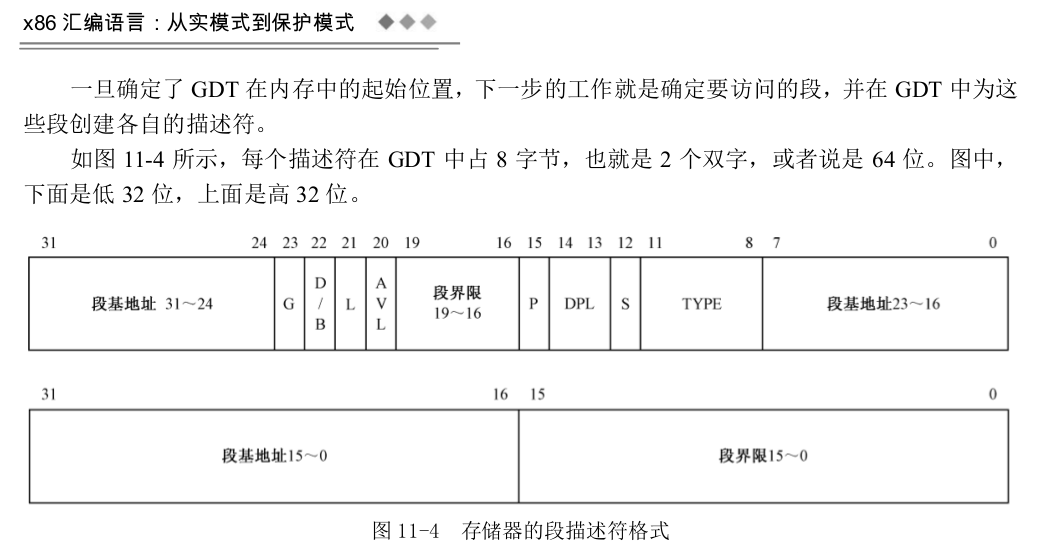 x86 汇编语言：从实模式到保护模式
一旦确定了 GDT 在内存中的起始位置，下一步的工作就是确定要访问的段，并在 GDT 中为这
些段创建各自的描述符。
如图 11-4 所示，每个描述符在 GDT 中占 8 字节，也就是 2 个双字，或者说是 64 位。图中，
下面是低 32 位，上面是高 32 位。
31 24 23 22 21 20 19 16 15 14 13 12 11 8 7 0
段基地址 31～24 G D/B L AVL 段界限 19～16 P DPL S TYPE 段基地址23～16
31 16 15 0
段基地址15～0 段界限15～0
图 11-4 存储器的段描述符格式